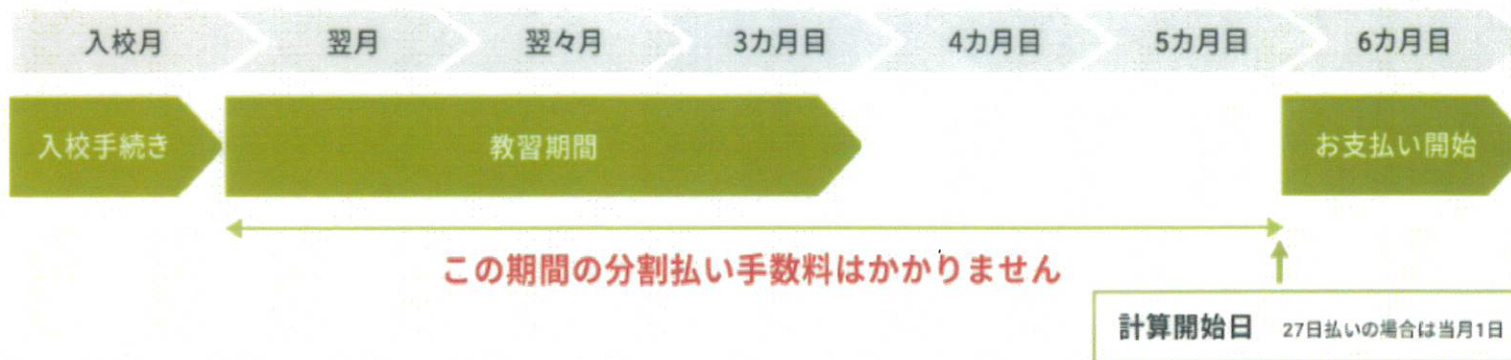 入校月 翌月 翌々月 3カ月目 4カ月目 5カ月目 6カ月目
入校手続き 教習期間 お支払い開始
この期間の分割払い手数料はかかりません
計算開始日 27日払いの場合は当月1日